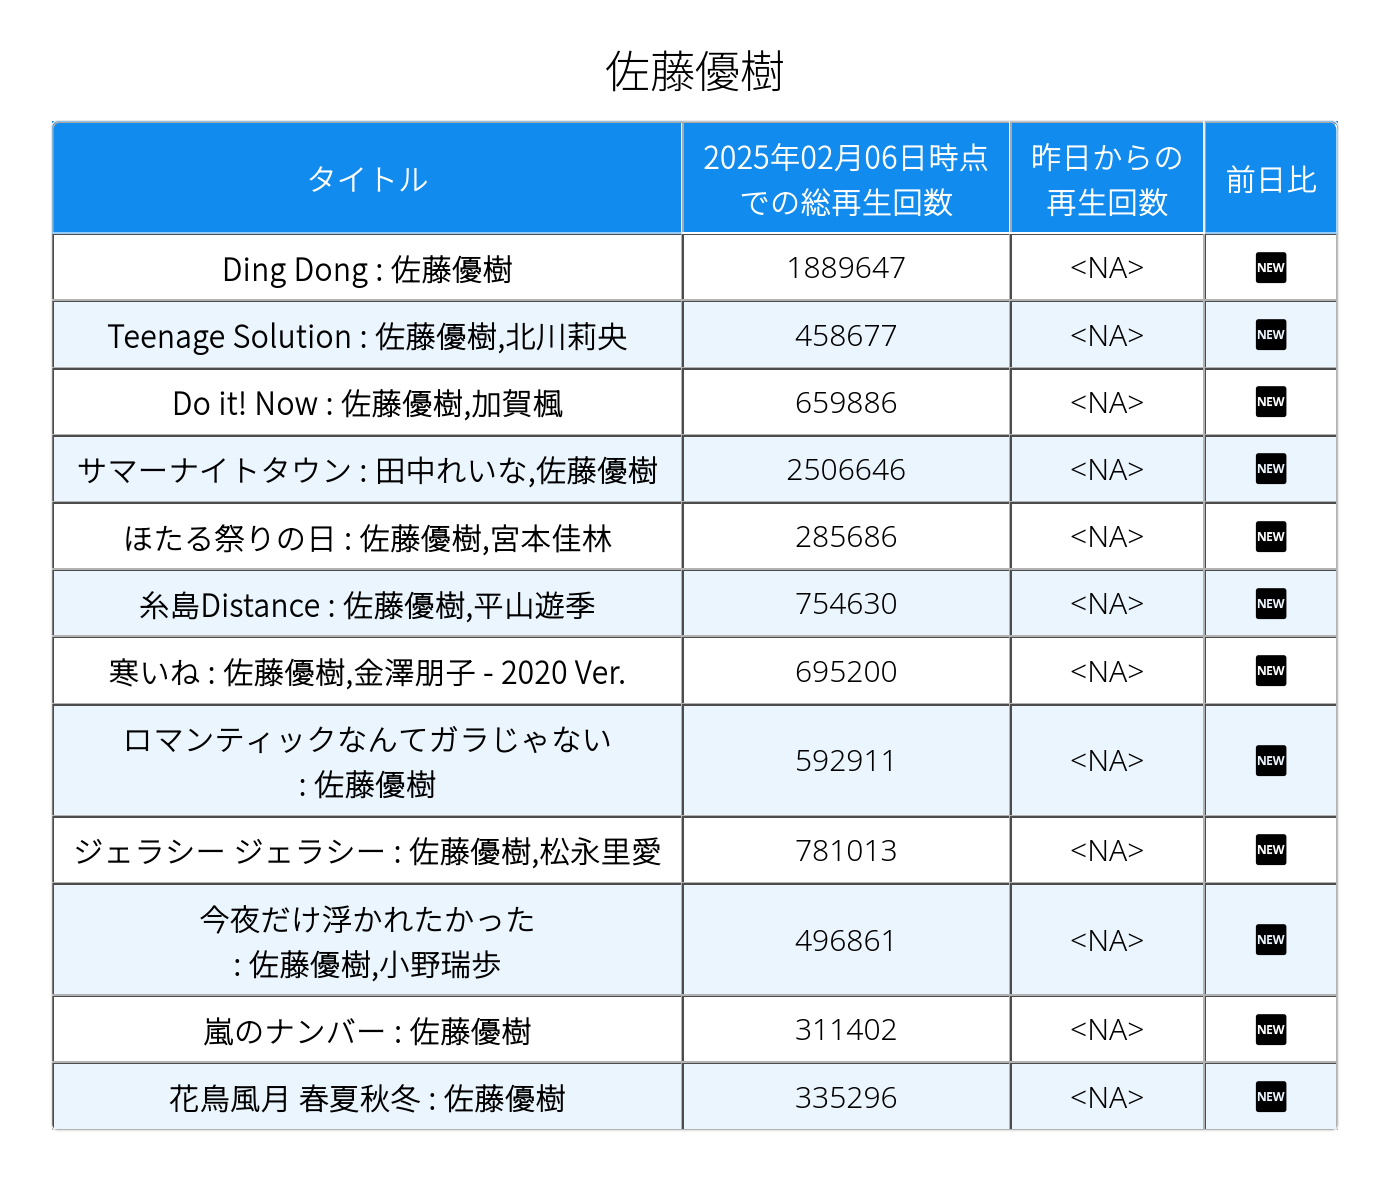 佐藤優樹
タイトル
2025年02月06日時点
での総再生回数
昨日からの
再生回数
前日比
Ding Dong : 佐藤優樹
1889647
<NA>
NEW
Teenage Solution : 佐藤優樹,北川莉央
458677
<NA>
NEW
Do it! Now : 佐藤優樹,加賀楓
659886
<NA>
NEW
サマーナイトタウン : 田中れいな,佐藤優樹
2506646
<NA>
NEW
ほたる祭りの日 : 佐藤優樹,宮本佳林
285686
<NA>
NEW
糸島Distance : 佐藤優樹,平山遊季
754630
<NA>
NEW
寒いね : 佐藤優樹,金澤朋子 - 2020 Ver.
695200
<NA>
NEW
ロマンティックなんてガラじゃない
: 佐藤優樹
592911
<NA>
NEW
ジェラシー ジェラシー : 佐藤優樹,松永里愛
781013
<NA>
NEW
今夜だけ浮かれたかった
: 佐藤優樹,小野瑞歩
496861
<NA>
NEW
嵐のナンバー : 佐藤優樹
311402
<NA>
NEW
花鳥風月 春夏秋冬 : 佐藤優樹
335296
<NA>
NEW